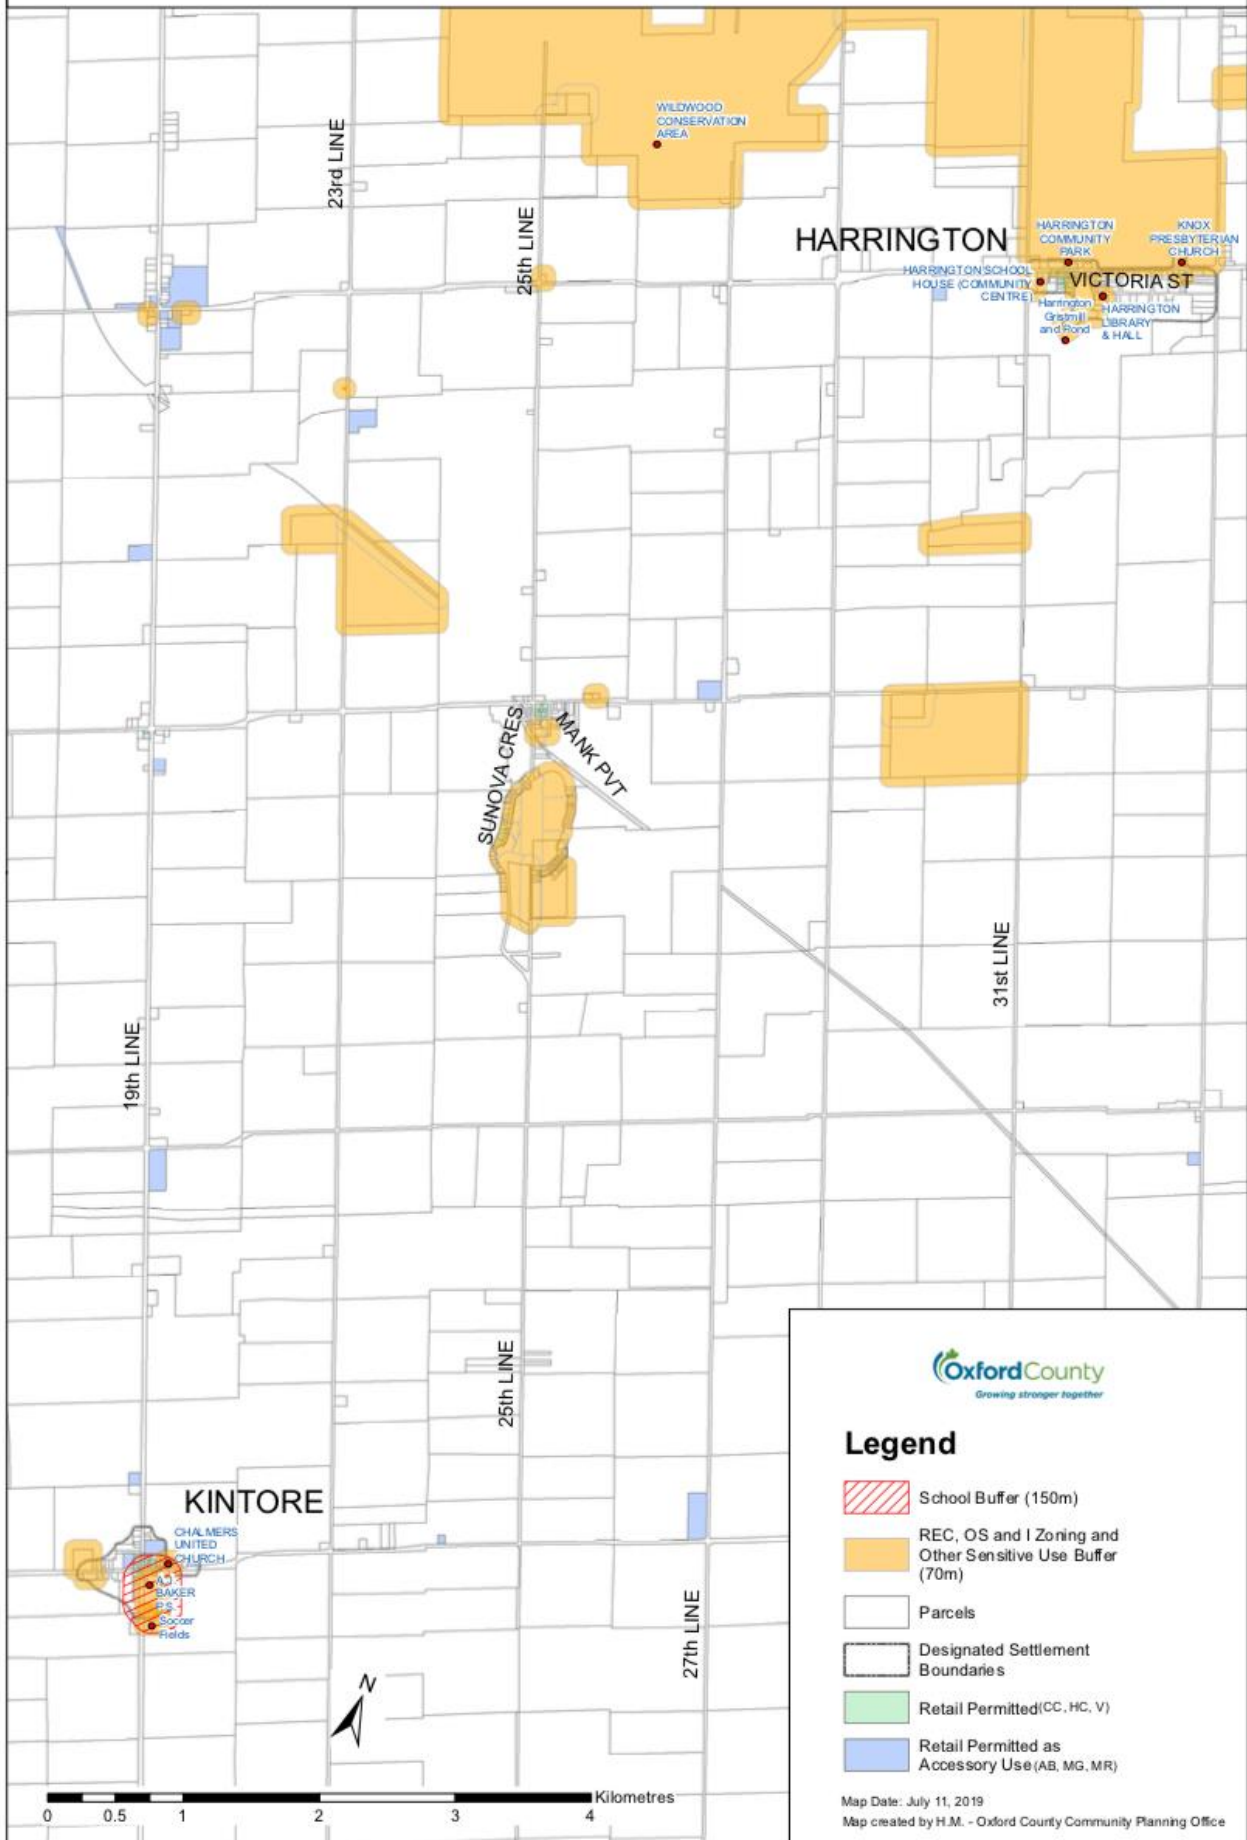 WILDWOOD
CONSERVATION
AREA
23rd LINE
25th LINE
HARRINGTON
HARRINGTON
COMMUNITY
PARK
KNOX
PRESBYTERIAN
CHURCH
HARRINGTON SCHOOL
HOUSE (COMMUNITY
CENTRE)
VICTORIA ST
Harrington
Gristmill
and Pond
HARRINGTON
LIBRARY
& HALL
SUNOVA CRES
MANK PVT
31st LINE
19th LINE
25th LINE
27th LINE
KINTORE
CHALMERS
UNITED
CHURCH
A.J.
BAKER
P.S.
Soccer
Fields
N
Kilometres
0 0.5 1 2 3 4
OxfordCounty
Growing stronger together
Legend
School Buffer (150m)
REC, OS and I Zoning and
Other Sensitive Use Buffer
(70m)
Parcels
Designated Settlement
Boundaries
Retail Permitted (CC, HC, V)
Retail Permitted as
Accessory Use (AB, MG, MR)
Map Date: July 11, 2019
Map created by H.M. - Oxford County Community Planning Office